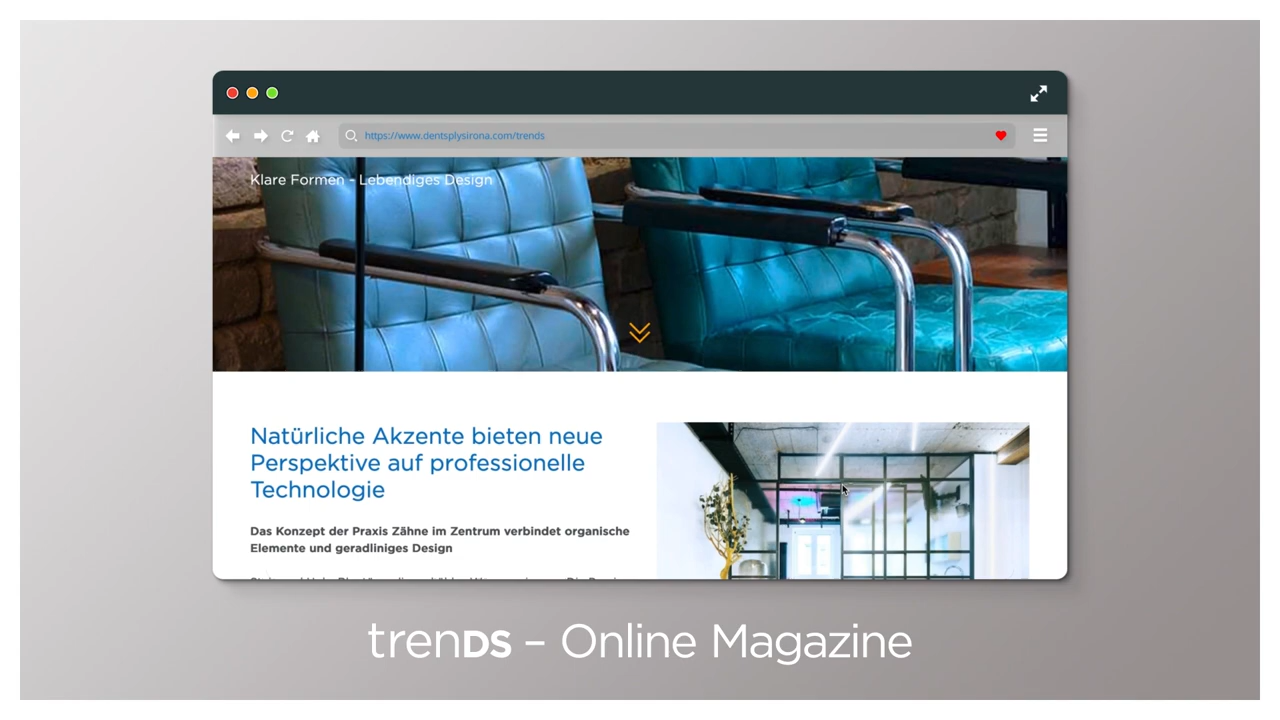 https://www.dentsplysirona.com/trends
Klare Formen - Lebendiges Design
Natürliche Akzente bieten neue
Perspektive auf professionelle
Technologie
Das Konzept der Praxis Zähne im Zentrum verbindet organische
Elemente und geradliniges Design
trenDS – Online Magazine